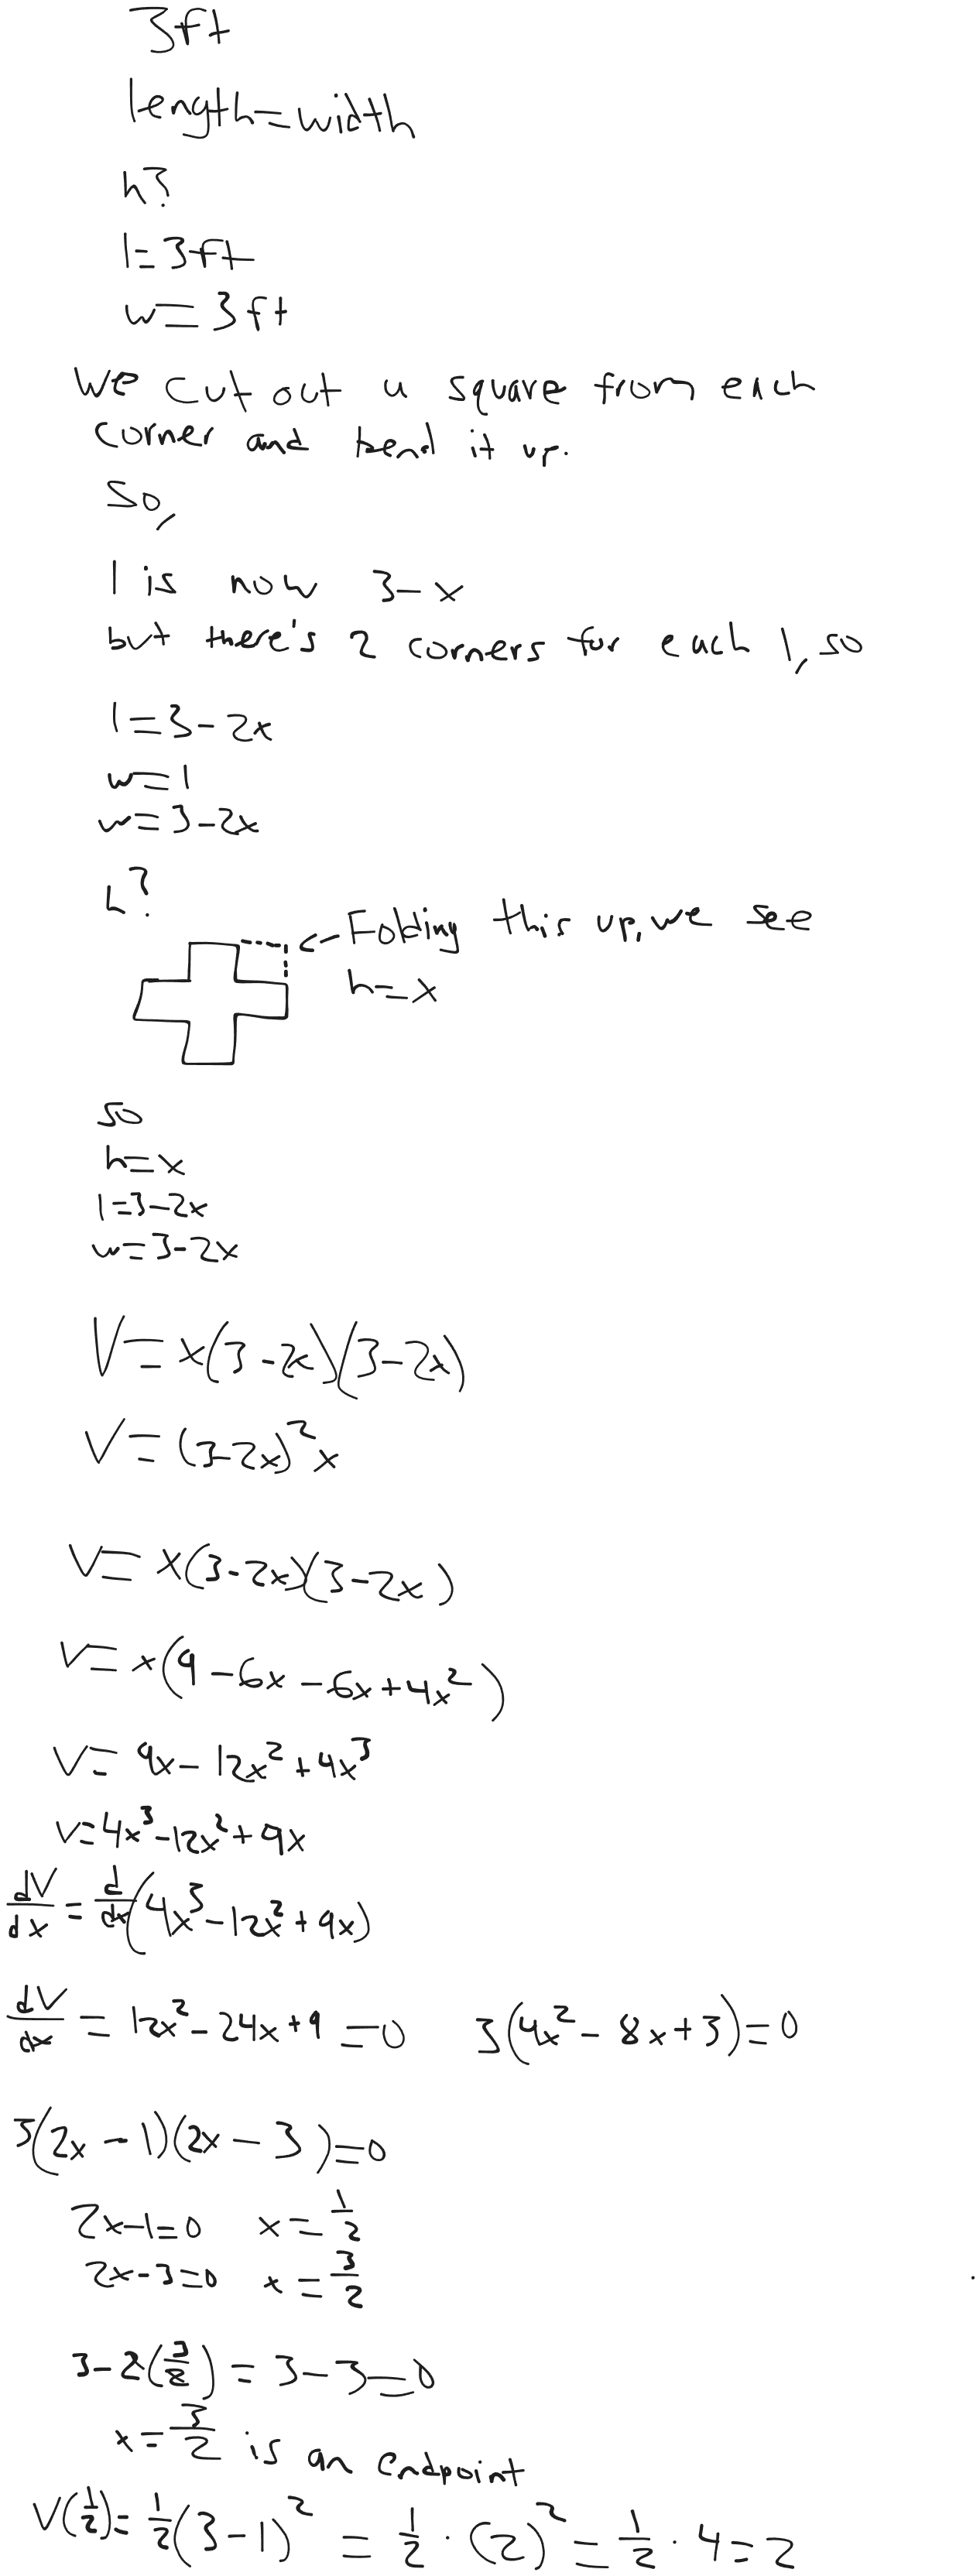 3ft
length=width
h?
l=3ft
w=3ft
We cut out a square from each
corner and bend it up.
So,
l is now 3-x
but there's 2 corners for each l, so
l=3-2x
w=l
w=3-2x
h?
Folding this up, we see
h=x
so
h=x
l=3-2x
w=3-2x
V=x(3-2x)(3-2x)
V=(3-2x)²x
V=x(3-2x)(3-2x)
V=x(9-6x-6x+4x²)
V=9x-12x²+4x³
V=4x³-12x²+9x
dV/dx = d/dx(4x³-12x²+9x)
dV/dx = 12x²-24x+9=0 3(4x²-8x+3)=0
3(2x-1)(2x-3)=0
2x-1=0 x=1/2
2x-3=0 x=3/2
3-2(3/8)=3-3=0
x=3/2 is an endpoint
V(1/2)=1/2(3-1)²=1/2·(2)²=1/2·4=2